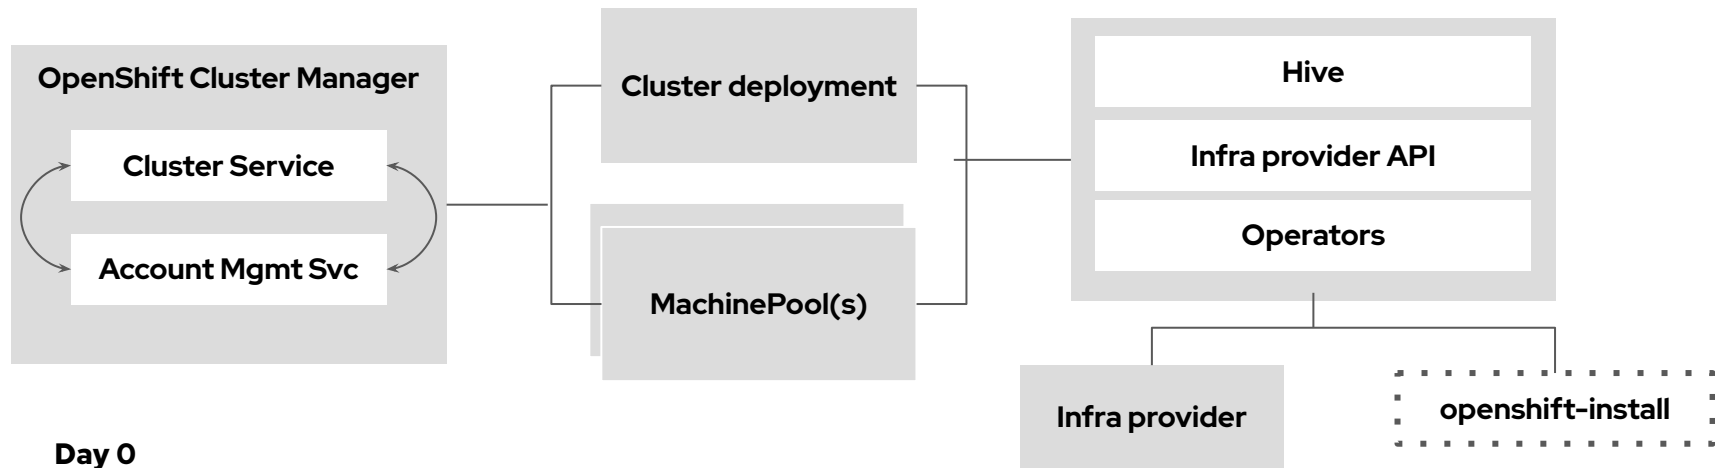 OpenShift Cluster Manager
Cluster Service
Account Mgmt Svc
Cluster deployment
MachinePool(s)
Hive
Infra provider API
Operators
Infra provider
openshift-install
Day 0